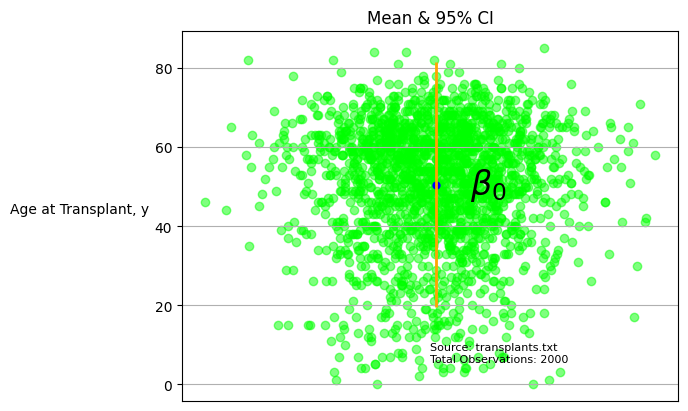 Mean & 95% CI
80
60
40
20
0
Age at Transplant, y
β₀
Source: transplants.txt
Total Observations: 2000